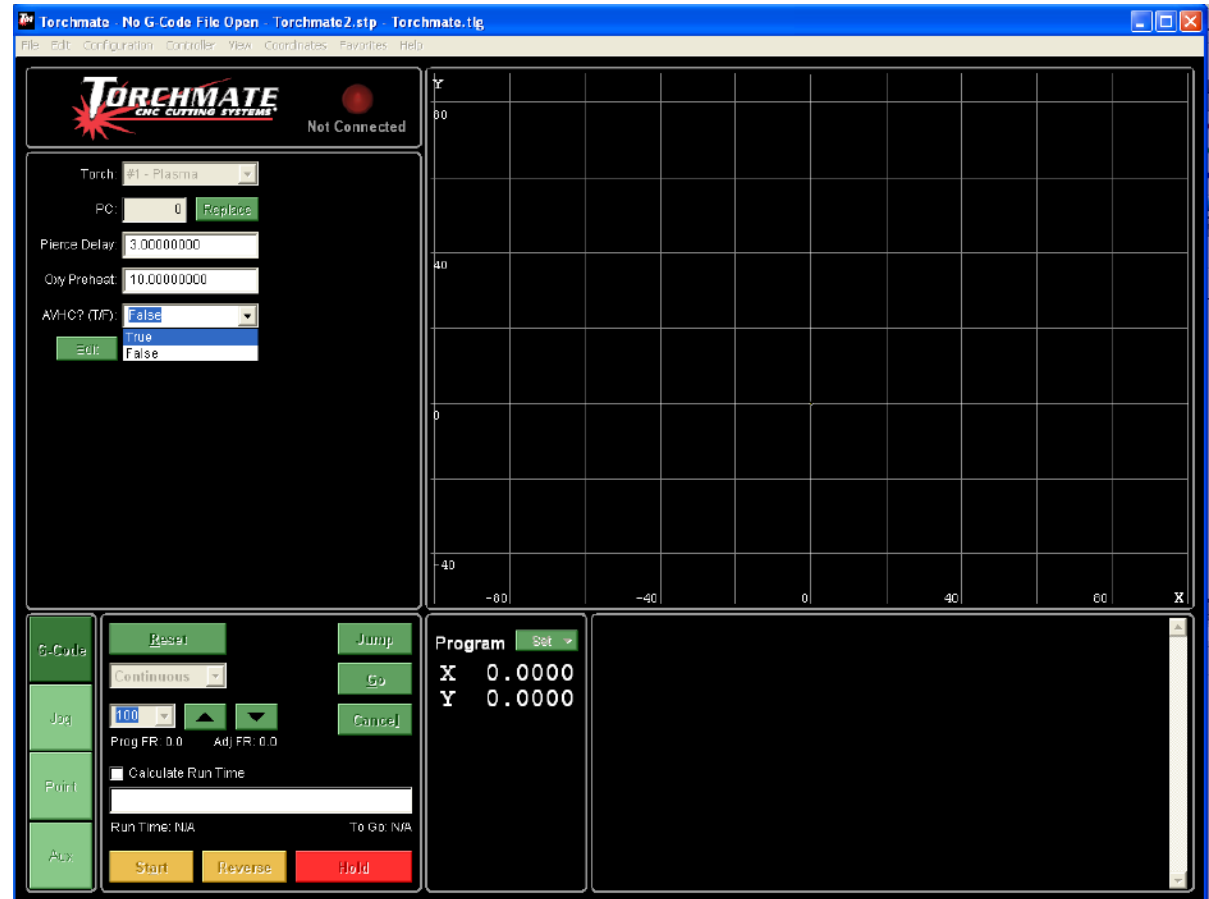 Torchmate - No G-Code File Open - Torchmate2.stp - Torchmate.tlg
File Edit Configuration Controller View Coordinates Favorites Help
TORCHMATE
CNC CUTTING SYSTEMS
Not Connected
Torch: #1 - Plasma
PC: 0 Replace
Pierce Delay: 3.00000000
Oxy Preheat: 10.00000000
AVHC? (T/F): False
True
Edit
False
Y
80
40
0
-40
-80 -40 0 40 80 X
G-Code
Jog
Point
Aux
Reset Jump
Continuous Go
100 Cancel
Prog FR: 0.0 Adj FR: 0.0
Calculate Run Time
Run Time: N/A To Go: N/A
Start Reverse Hold
Program Set
X 0.0000
Y 0.0000